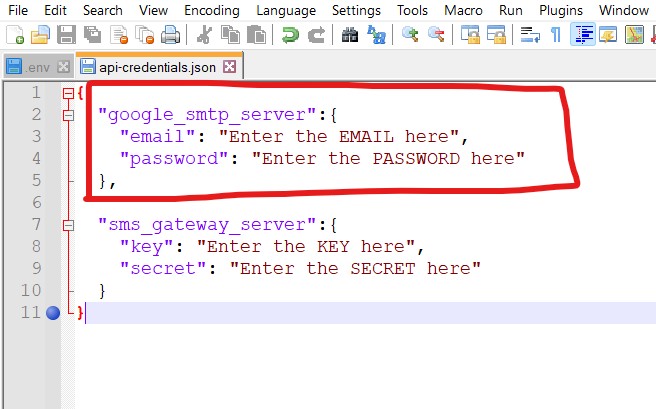 File Edit Search View Encoding Language Settings Tools Macro Run Plugins Window
.env api-credentials.json
1 {
2 "google_smtp_server":{
3 "email": "Enter the EMAIL here",
4 "password": "Enter the PASSWORD here"
5 },
6
7 "sms_gateway_server":{
8 "key": "Enter the KEY here",
9 "secret": "Enter the SECRET here"
10 }
11 }